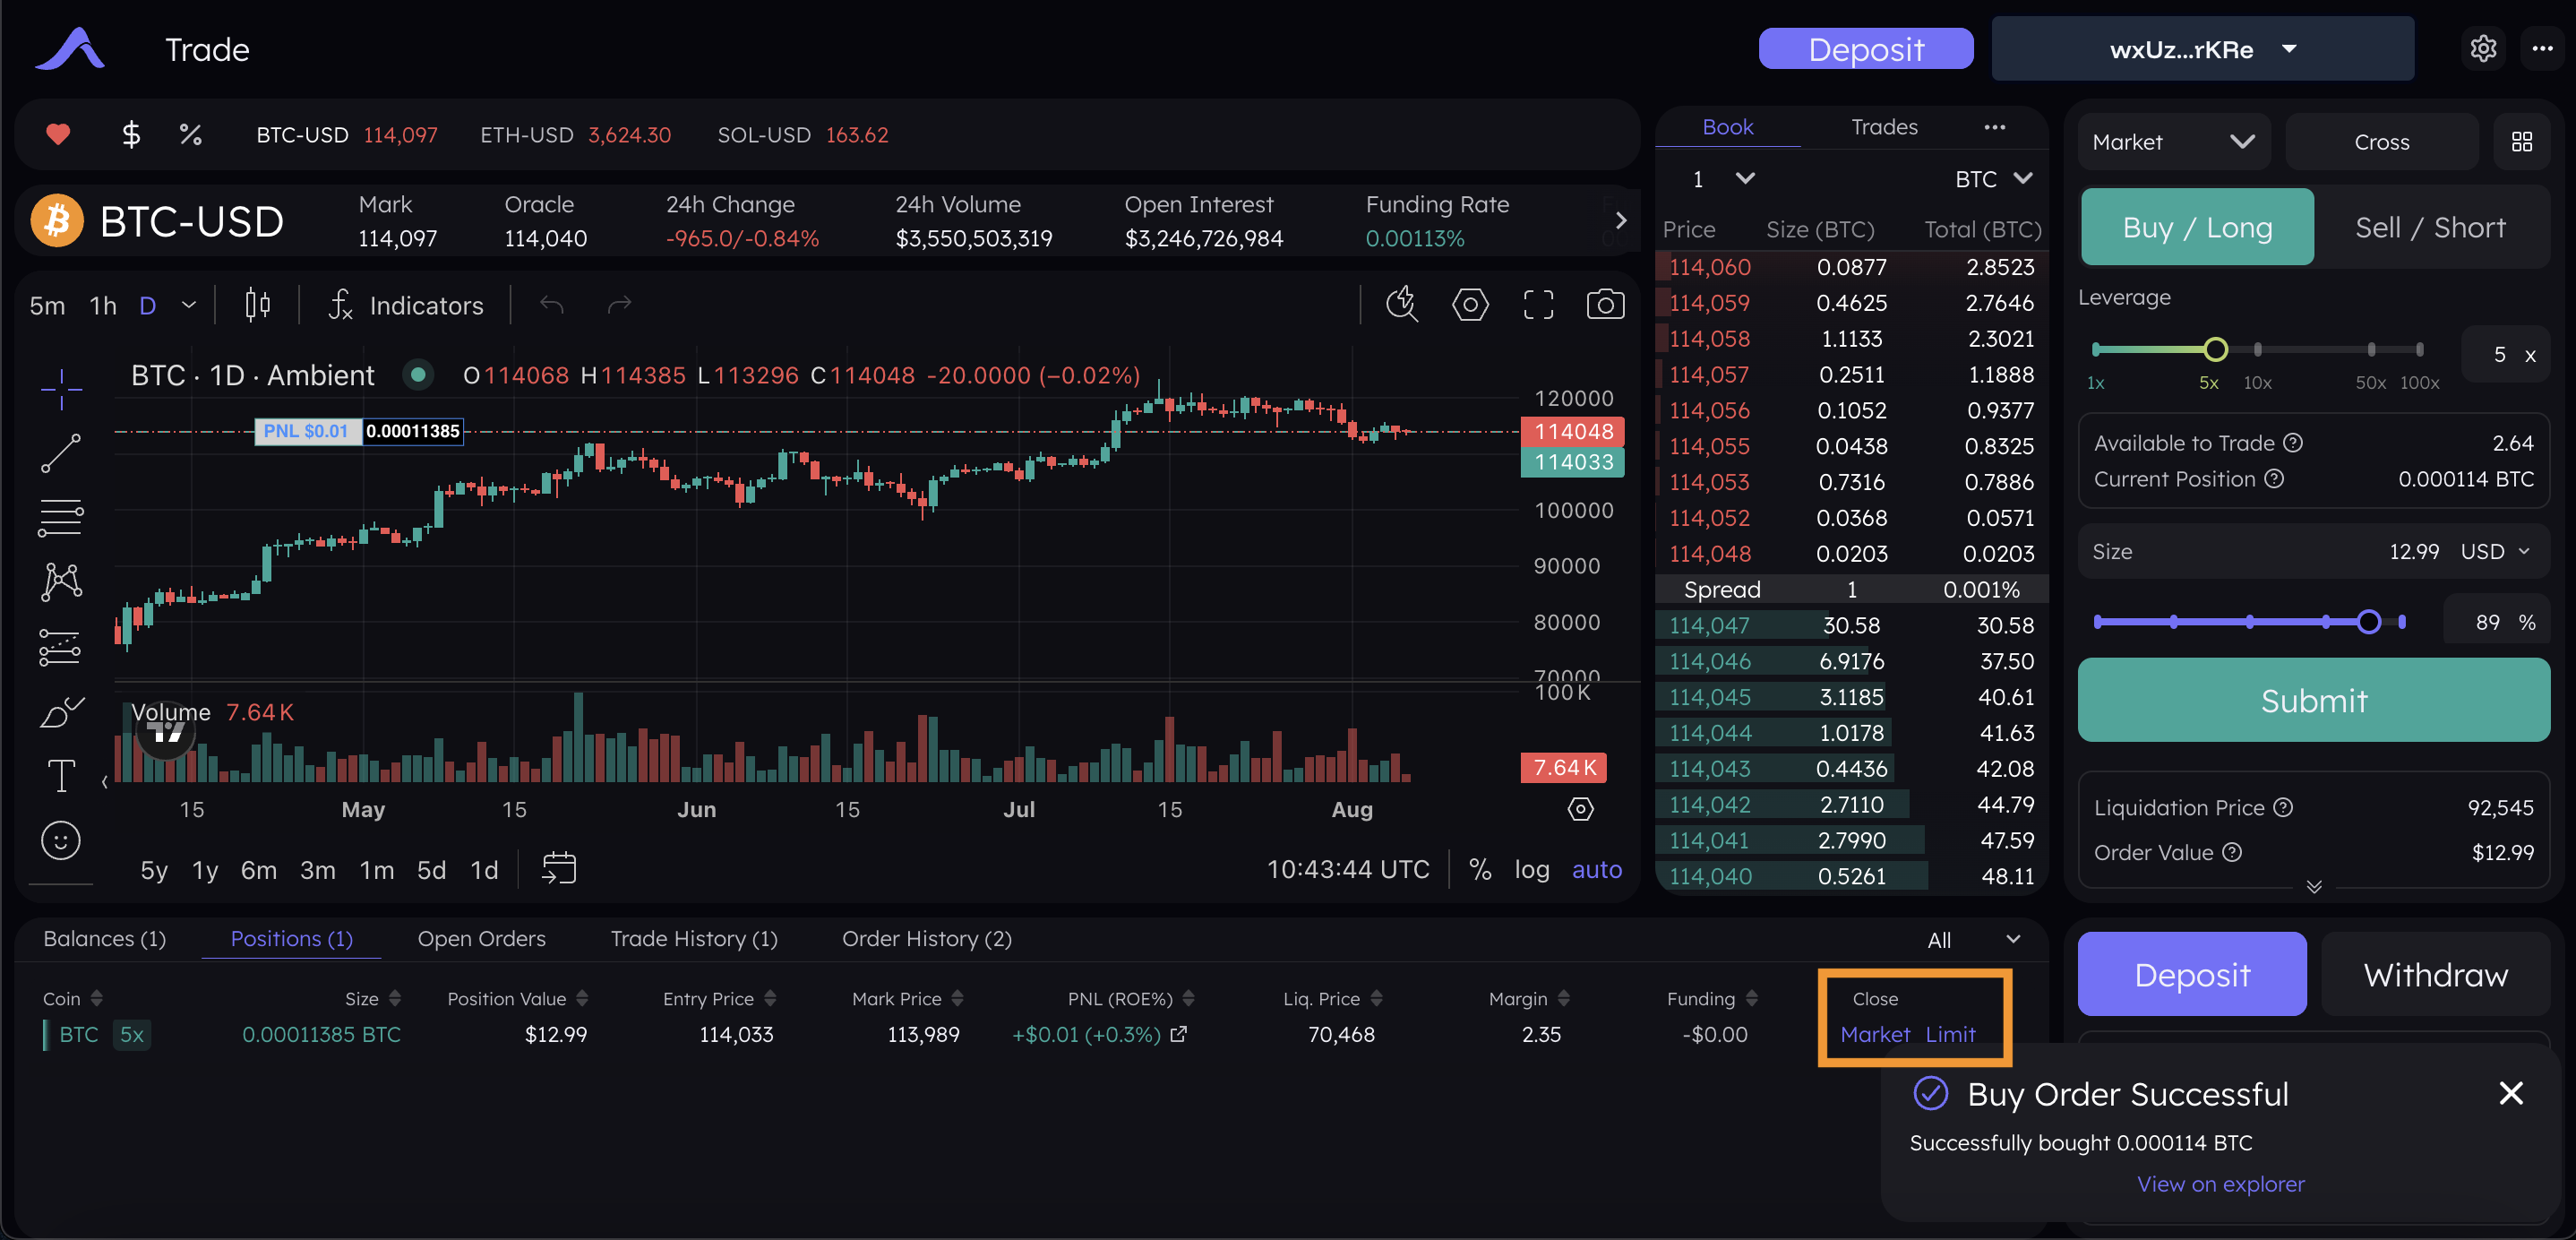 Trade
Deposit
wxUz...rKRe
$ %
BTC-USD 114,097 ETH-USD 3,624.30 SOL-USD 163.62
BTC-USD
Mark Oracle 24h Change 24h Volume Open Interest Funding Rate
114,097 114,040 -965.0/-0.84% $3,550,503,319 $3,246,726,984 0.00113%
5m 1h D Indicators
BTC · 1D · Ambient O114068 H114385 L113296 C114048 -20.0000 (−0.02%)
PNL $0.01 0.00011385
120000
114048
114033
100000
90000
80000
70000
100K
Volume 7.64K
7.64K
15 May 15 Jun 15 Jul 15 Aug
5y 1y 6m 3m 1m 5d 1d
10:43:44 UTC % log auto
Book Trades
1 BTC
Price Size (BTC) Total (BTC)
114,060 0.0877 2.8523
114,059 0.4625 2.7646
114,058 1.1133 2.3021
114,057 0.2511 1.1888
114,056 0.1052 0.9377
114,055 0.0438 0.8325
114,053 0.7316 0.7886
114,052 0.0368 0.0571
114,048 0.0203 0.0203
Spread 1 0.001%
114,047 30.58 30.58
114,046 6.9176 37.50
114,045 3.1185 40.61
114,044 1.0178 41.63
114,043 0.4436 42.08
114,042 2.7110 44.79
114,041 2.7990 47.59
114,040 0.5261 48.11
Market Cross
Buy / Long Sell / Short
Leverage
5 x
1x 5x 10x 50x 100x
Available to Trade 2.64
Current Position 0.000114 BTC
Size 12.99 USD
89 %
Submit
Liquidation Price 92,545
Order Value $12.99
Deposit Withdraw
Balances (1) Positions (1) Open Orders Trade History (1) Order History (2) All
Coin Size Position Value Entry Price Mark Price PNL (ROE%) Liq. Price Margin Funding Close
BTC 5x 0.00011385 BTC $12.99 114,033 113,989 +$0.01 (+0.3%) 70,468 2.35 -$0.00 Market Limit
Buy Order Successful
Successfully bought 0.000114 BTC
View on explorer